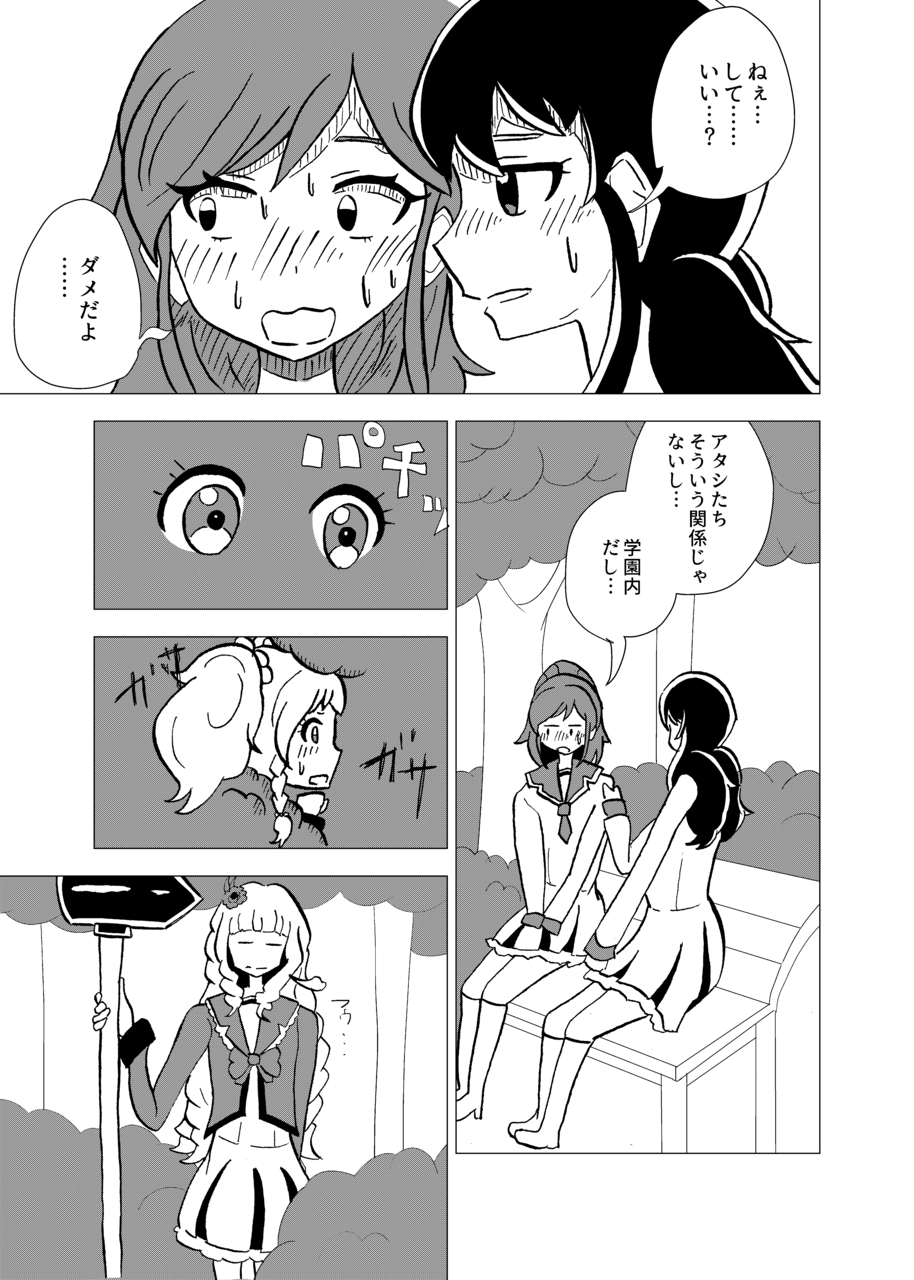 ねぇ…
して……
いい…？
ダメだよ
……
アタシたち
そういう関係じゃ
ないし…
学園内
だし…
パチッ
ガサ
ガサ